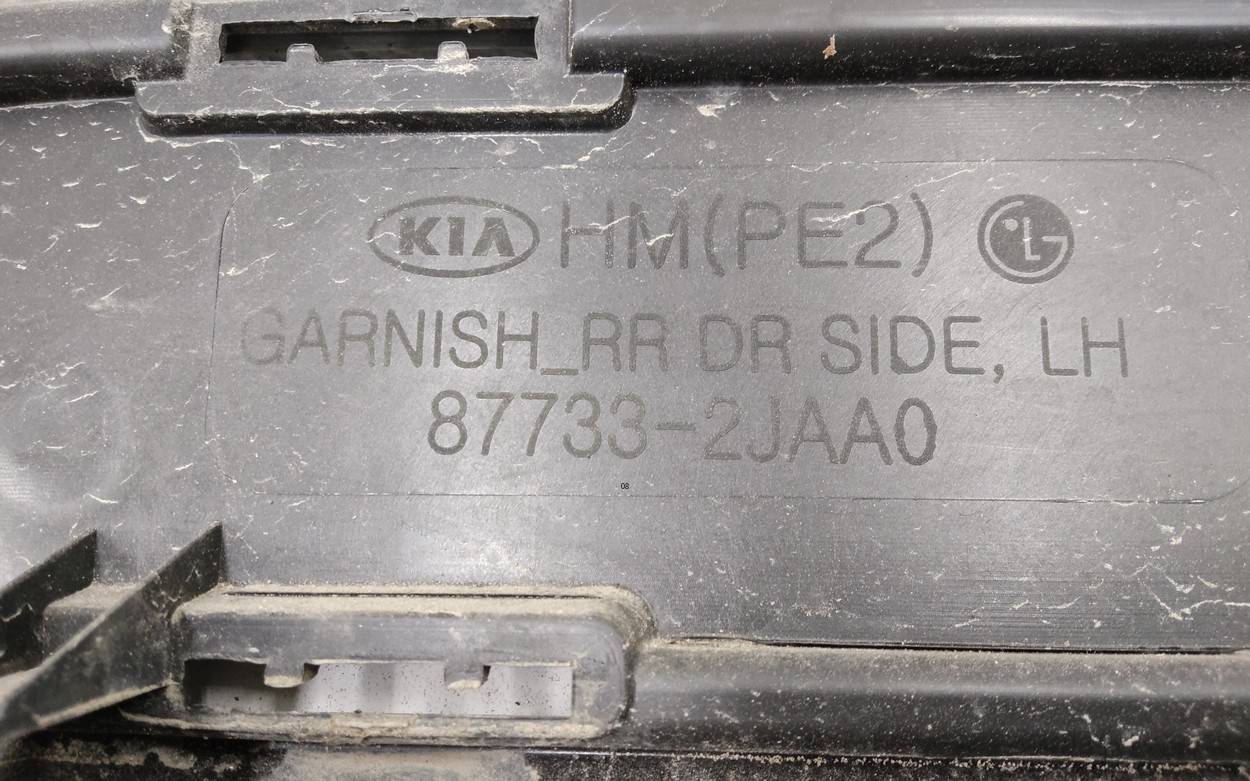 KIA HM(PE2) LG
GARNISH_RR DR SIDE, LH
87733-2JAA0
08